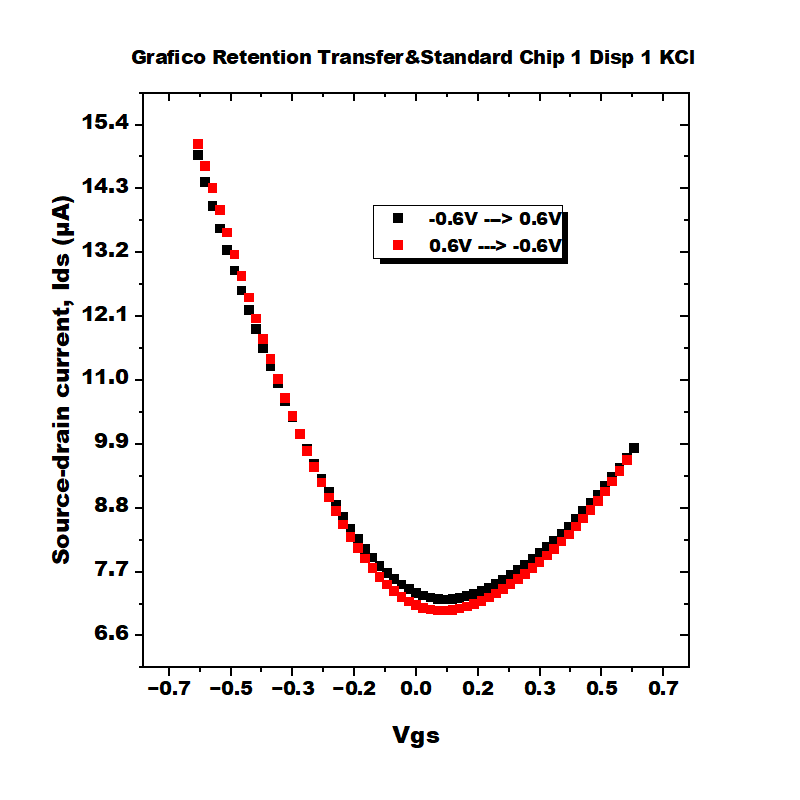 Grafico Retention Transfer&Standard Chip 1 Disp 1 KCl
Source-drain current, Ids (µA)
15.4
14.3
13.2
12.1
11.0
9.9
8.8
7.7
6.6
-0.6V ---> 0.6V
0.6V ---> -0.6V
−0.7 −0.5 −0.3 −0.2 0.0 0.2 0.3 0.5 0.7
Vgs